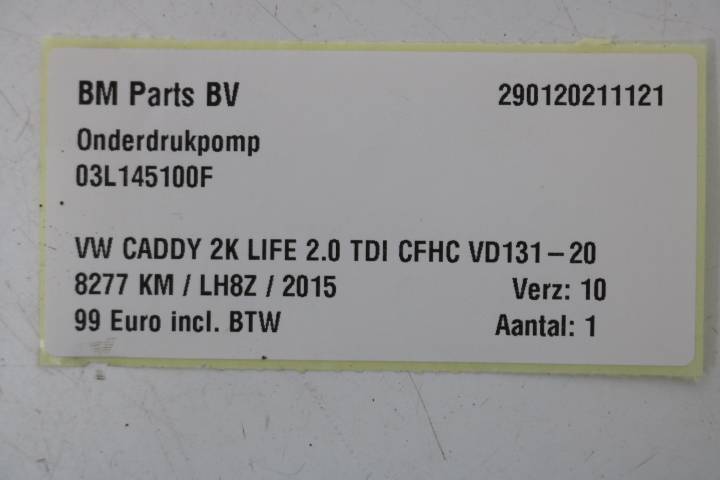 BM Parts BV 290120211121
Onderdrukpomp
03L145100F
VW CADDY 2K LIFE 2.0 TDI CFHC VD131-20
8277 KM / LH8Z / 2015 Verz: 10
99 Euro incl. BTW Aantal: 1